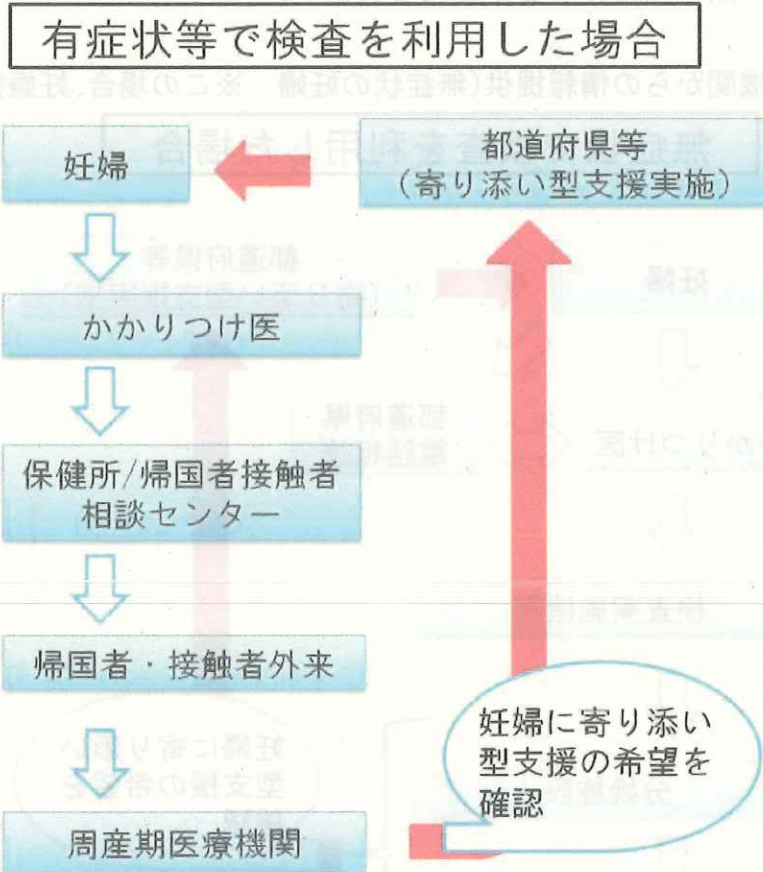 有症状等で検査を利用した場合
妊婦
都道府県等
（寄り添い型支援実施）
かかりつけ医
保健所/帰国者接触者
相談センター
帰国者・接触者外来
妊婦に寄り添い
型支援の希望を
確認
周産期医療機関